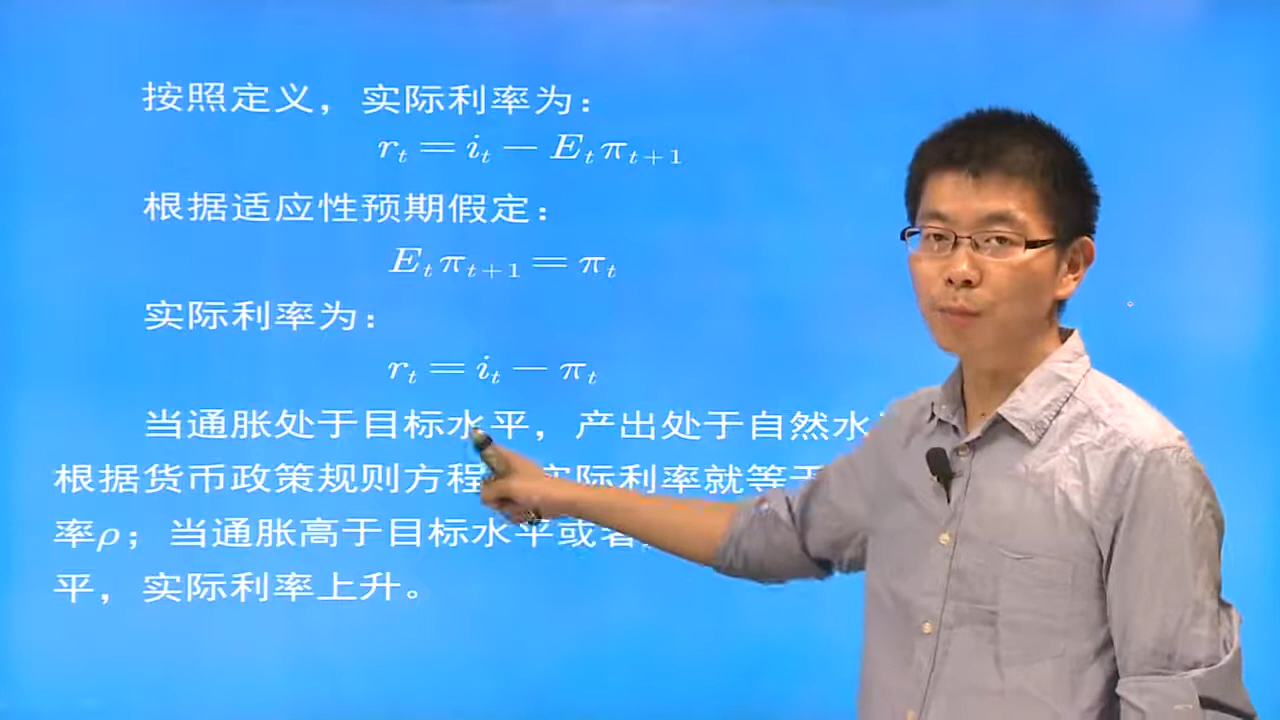 按照定义，实际利率为：
r_t = i_t − E_t π_{t+1}
根据适应性预期假定：
E_t π_{t+1} = π_t
实际利率为：
r_t = i_t − π_t
当通胀处于目标水平，产出处于自然水
根据货币政策规则方程 实际利率就等于
率ρ；当通胀高于目标水平或者
平，实际利率上升。